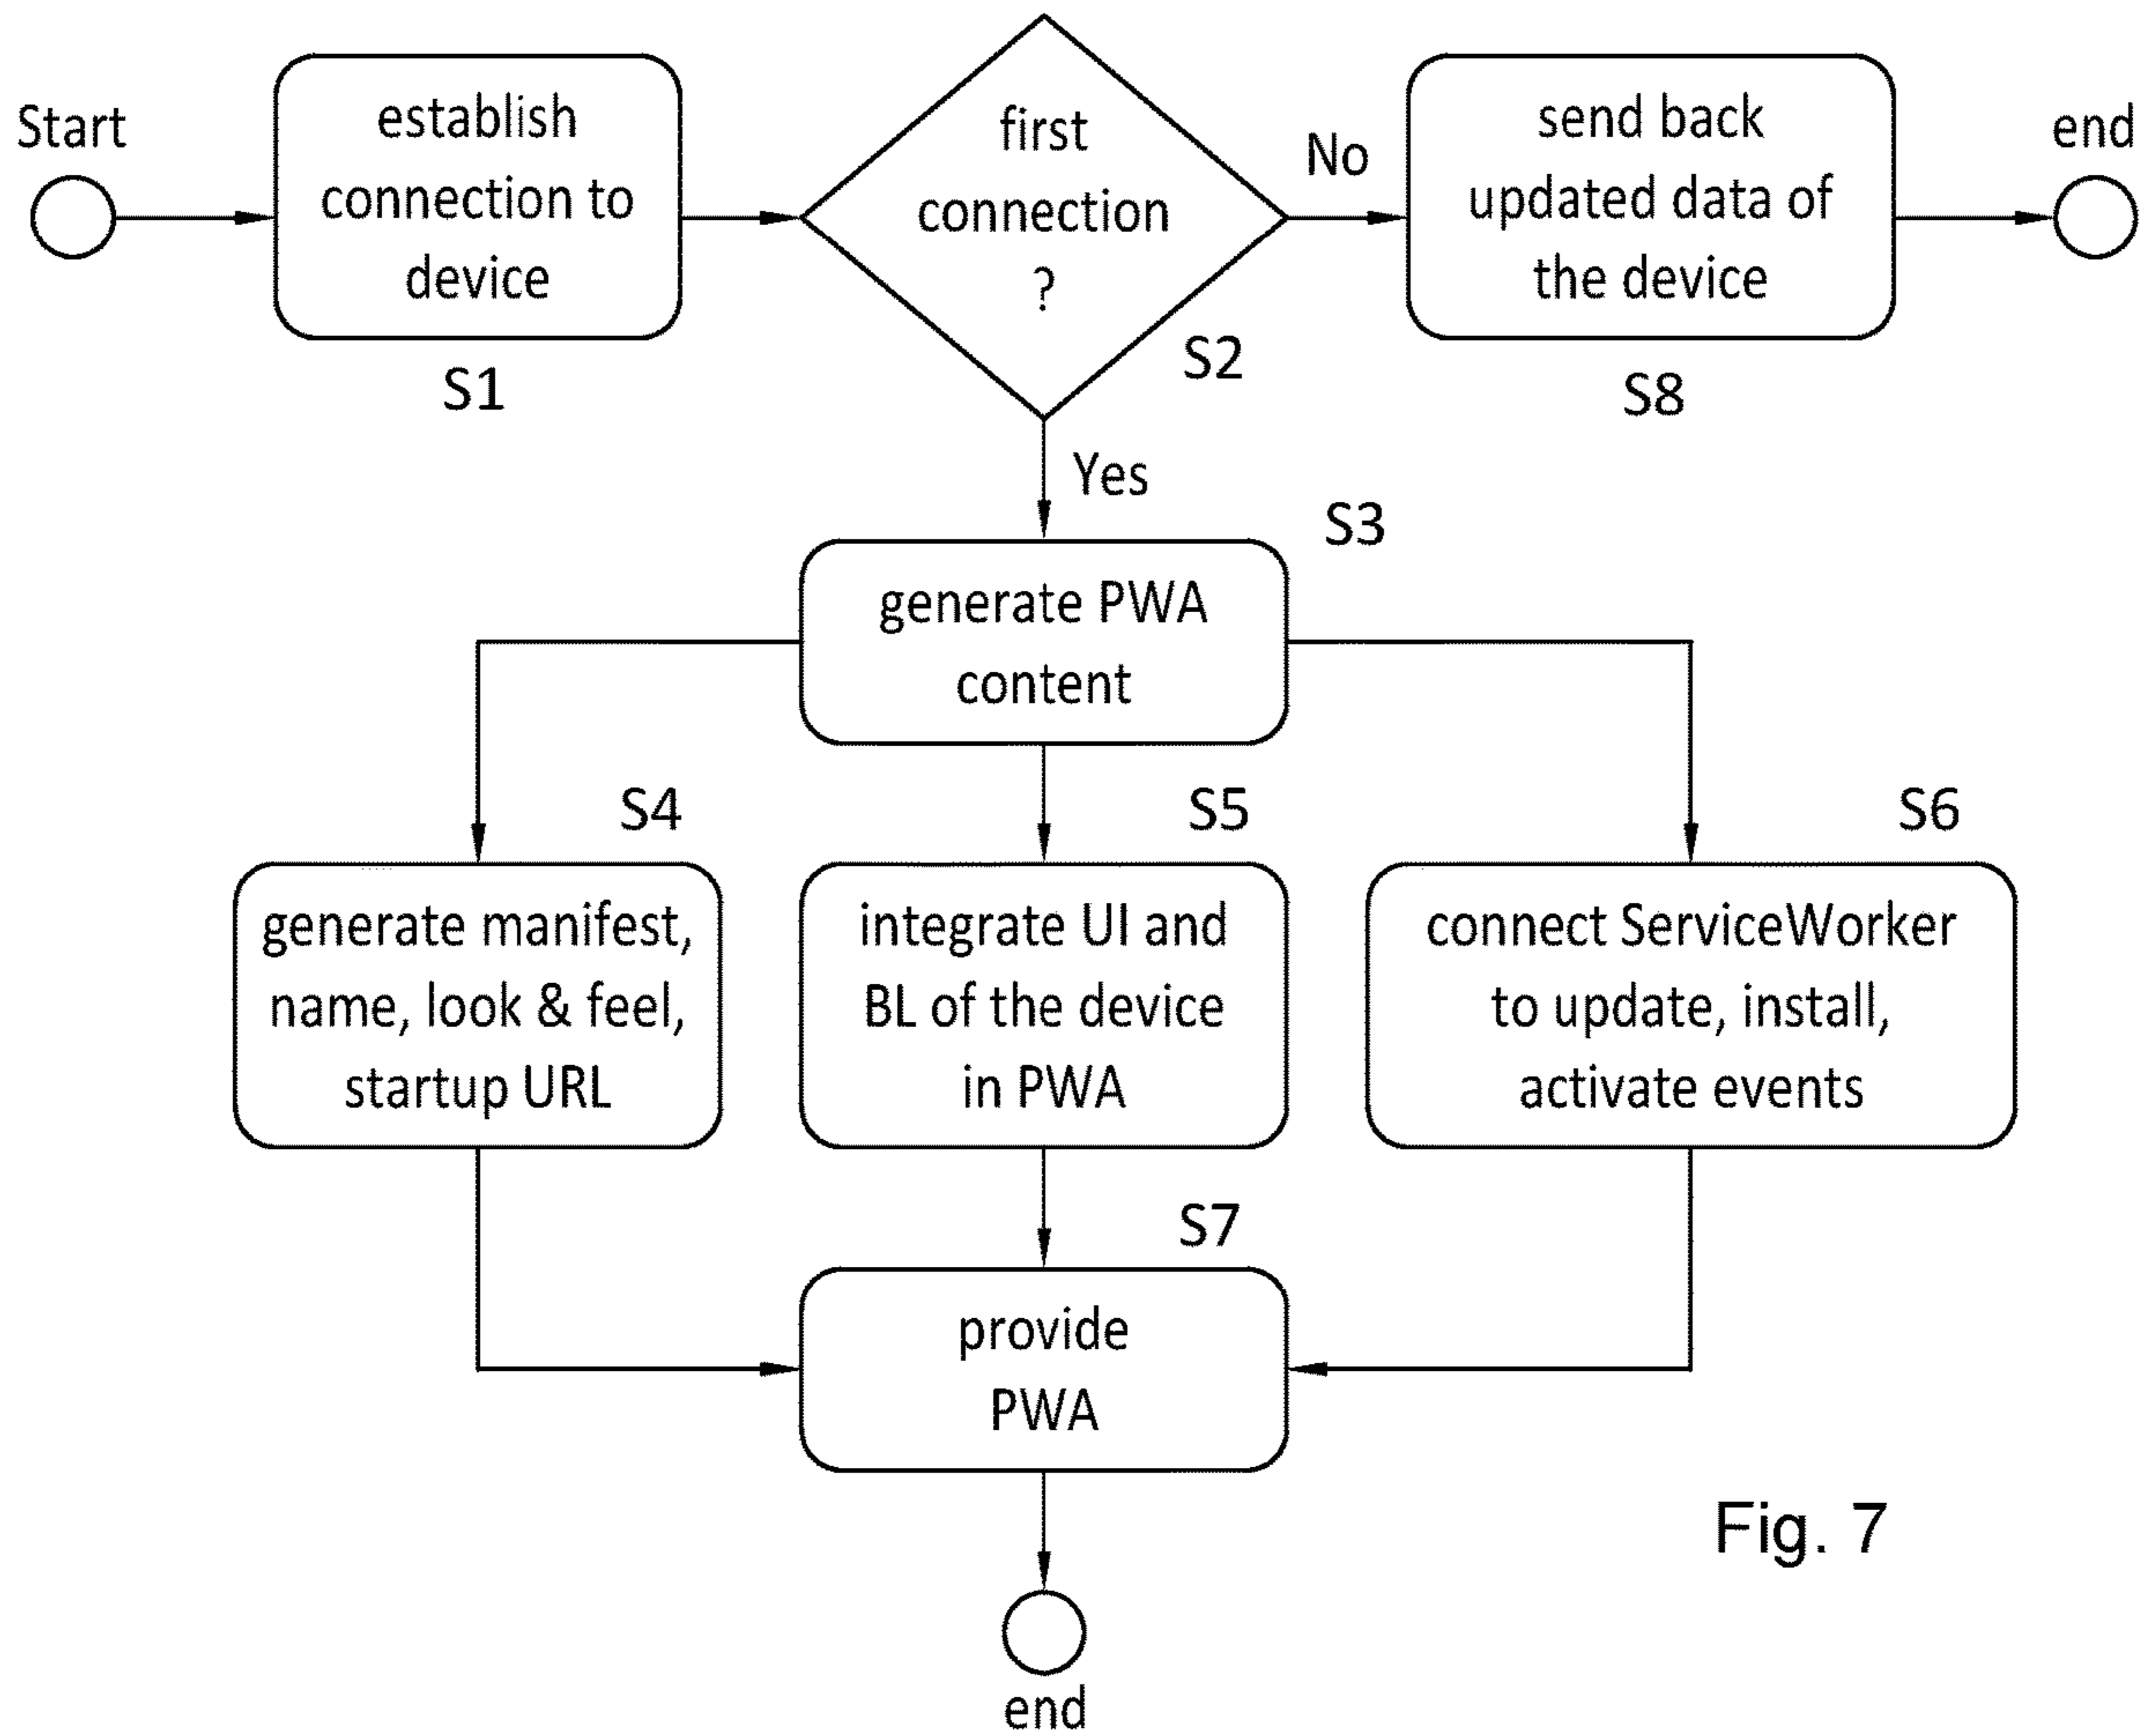 Start
establish
connection to
device
S1
first
connection
?
S2
No
send back
updated data of
the device
S8
end
Yes
S3
generate PWA
content
S4
generate manifest,
name, look & feel,
startup URL
S5
integrate UI and
BL of the device
in PWA
S6
connect ServiceWorker
to update, install,
activate events
S7
provide
PWA
end
Fig. 7